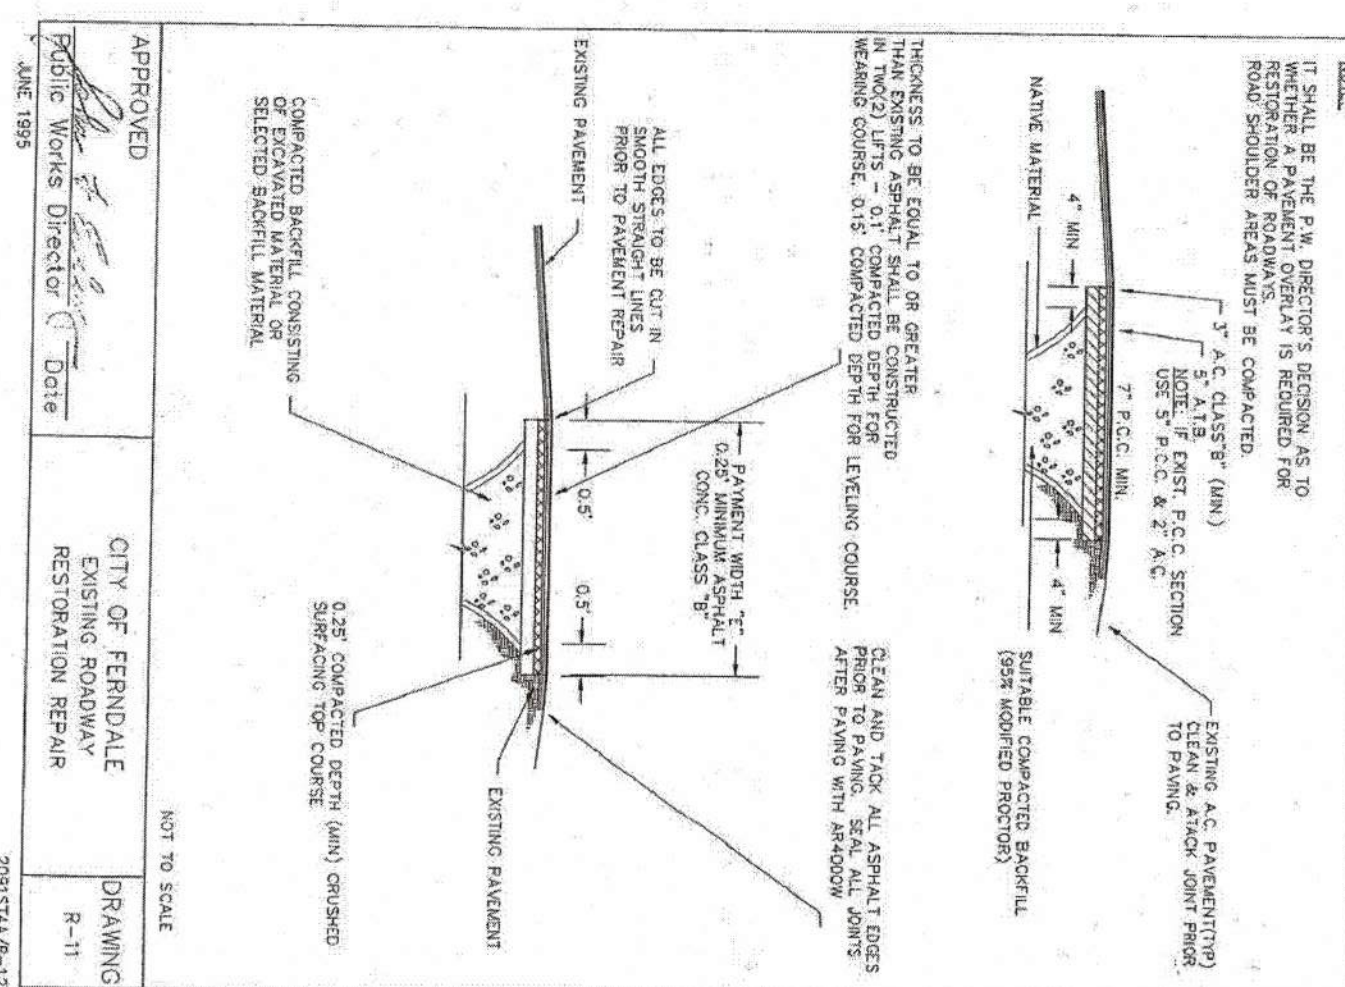 IT SHALL BE THE P.W. DIRECTOR'S DECISION AS TO
WHETHER A PAVEMENT OVERLAY IS REQUIRED FOR
RESTORATION OF ROADWAYS.
ROAD SHOULDER AREAS MUST BE COMPACTED.
3" A.C. CLASS "B" (MIN.)
5" A.T.B.
NOTE: IF EXIST. P.C.C. SECTION
USE 5" P.C.C. & 2" A.C.
7" P.C.C. MIN.
EXISTING A.C. PAVEMENT(TYP)
CLEAN & ATACK JOINT PRIOR
TO PAVING.
4" MIN
4" MIN
NATIVE MATERIAL
SUITABLE COMPACTED BACKFILL
(95% MODIFIED PROCTOR)
THICKNESS TO BE EQUAL TO OR GREATER
THAN EXISTING ASPHALT SHALL BE CONSTRUCTED
IN TWO(2) LIFTS - 0.1' COMPACTED DEPTH FOR
WEARING COURSE, 0.15' COMPACTED DEPTH FOR LEVELING COURSE.
CLEAN AND TACK ALL ASPHALT EDGES
PRIOR TO PAVING. SEAL ALL JOINTS
AFTER PAVING WITH AR4000W
PAYMENT WIDTH "E"
0.25' MINIMUM ASPHALT
CONC. CLASS "B"
ALL EDGES TO BE CUT IN
SMOOTH STRAIGHT LINES
PRIOR TO PAVEMENT REPAIR
0.5'
0.5'
EXISTING PAVEMENT
EXISTING PAVEMENT
COMPACTED BACKFILL CONSISTING
OF EXCAVATED MATERIAL OR
SELECTED BACKFILL MATERIAL
0.25' COMPACTED DEPTH (MIN) CRUSHED
SURFACING TOP COURSE
NOT TO SCALE
APPROVED
Public Works Director Date
JUNE 1995
CITY OF FERNDALE
EXISTING ROADWAY
RESTORATION REPAIR
DRAWING
R-11